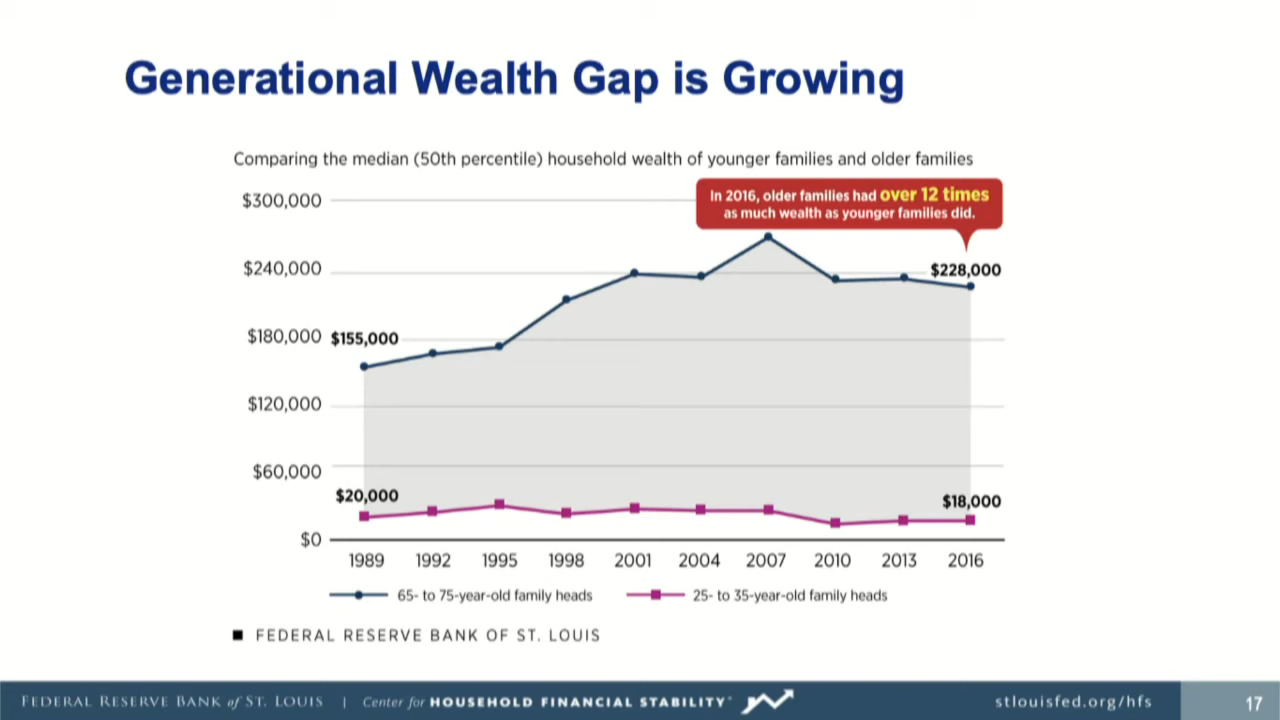 Generational Wealth Gap is Growing
Comparing the median (50th percentile) household wealth of younger families and older families
In 2016, older families had over 12 times
as much wealth as younger families did.
$300,000
$240,000
$180,000
$120,000
$60,000
$0
$155,000
$228,000
$20,000
$18,000
1989 1992 1995 1998 2001 2004 2007 2010 2013 2016
65- to 75-year-old family heads 25- to 35-year-old family heads
FEDERAL RESERVE BANK OF ST. LOUIS
FEDERAL RESERVE BANK of ST. LOUIS | Center for HOUSEHOLD FINANCIAL STABILITY stlouisfed.org/hfs 17